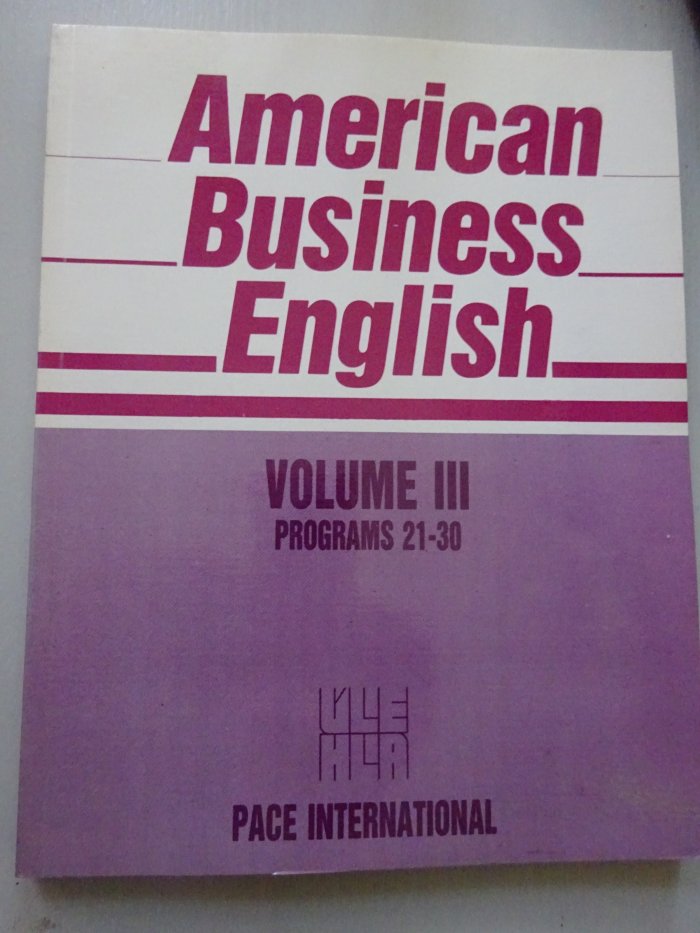 American
Business
English
VOLUME III
PROGRAMS 21-30
PACE INTERNATIONAL